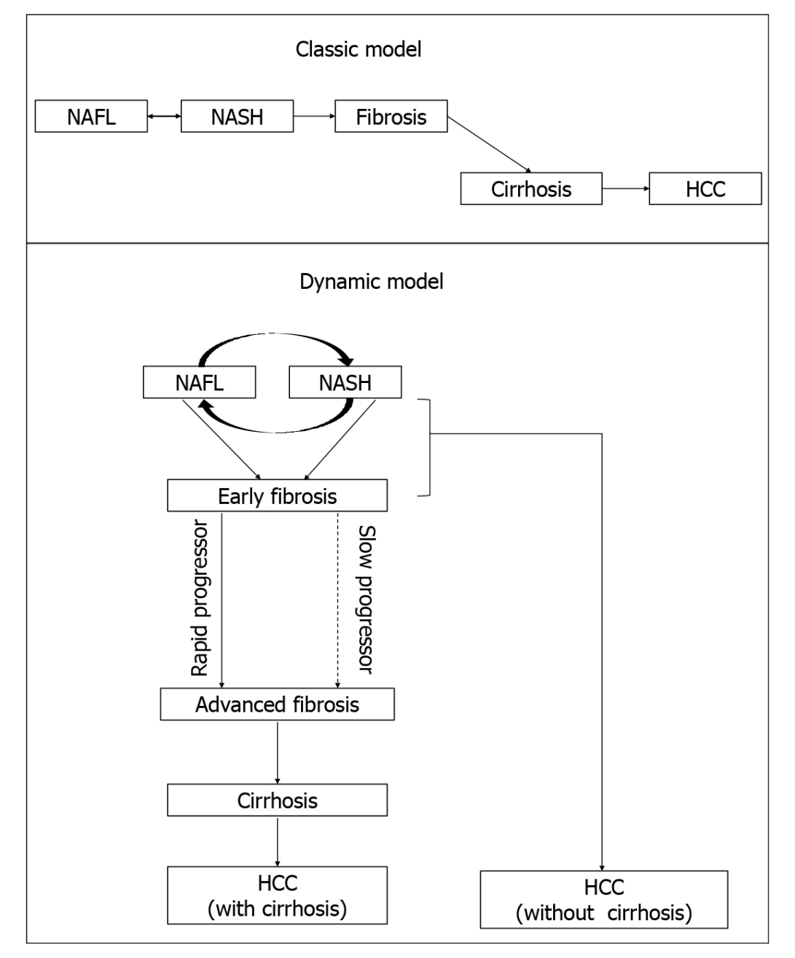 Classic model
NAFL
NASH
Fibrosis
Cirrhosis
HCC
Dynamic model
NAFL
NASH
Early fibrosis
Rapid progressor
Slow progressor
Advanced fibrosis
Cirrhosis
HCC
(with cirrhosis)
HCC
(without cirrhosis)